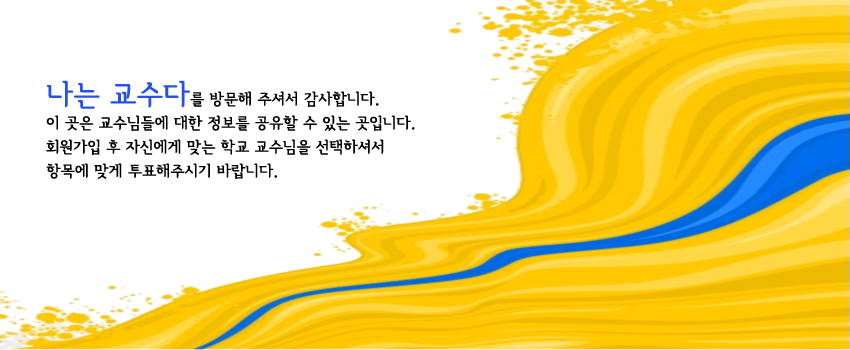 나는 교수다를 방문해 주셔서 감사합니다.
이 곳은 교수님들에 대한 정보를 공유할 수 있는 곳입니다.
회원가입 후 자신에게 맞는 학교 교수님을 선택하셔서
항목에 맞게 투표해주시기 바랍니다.